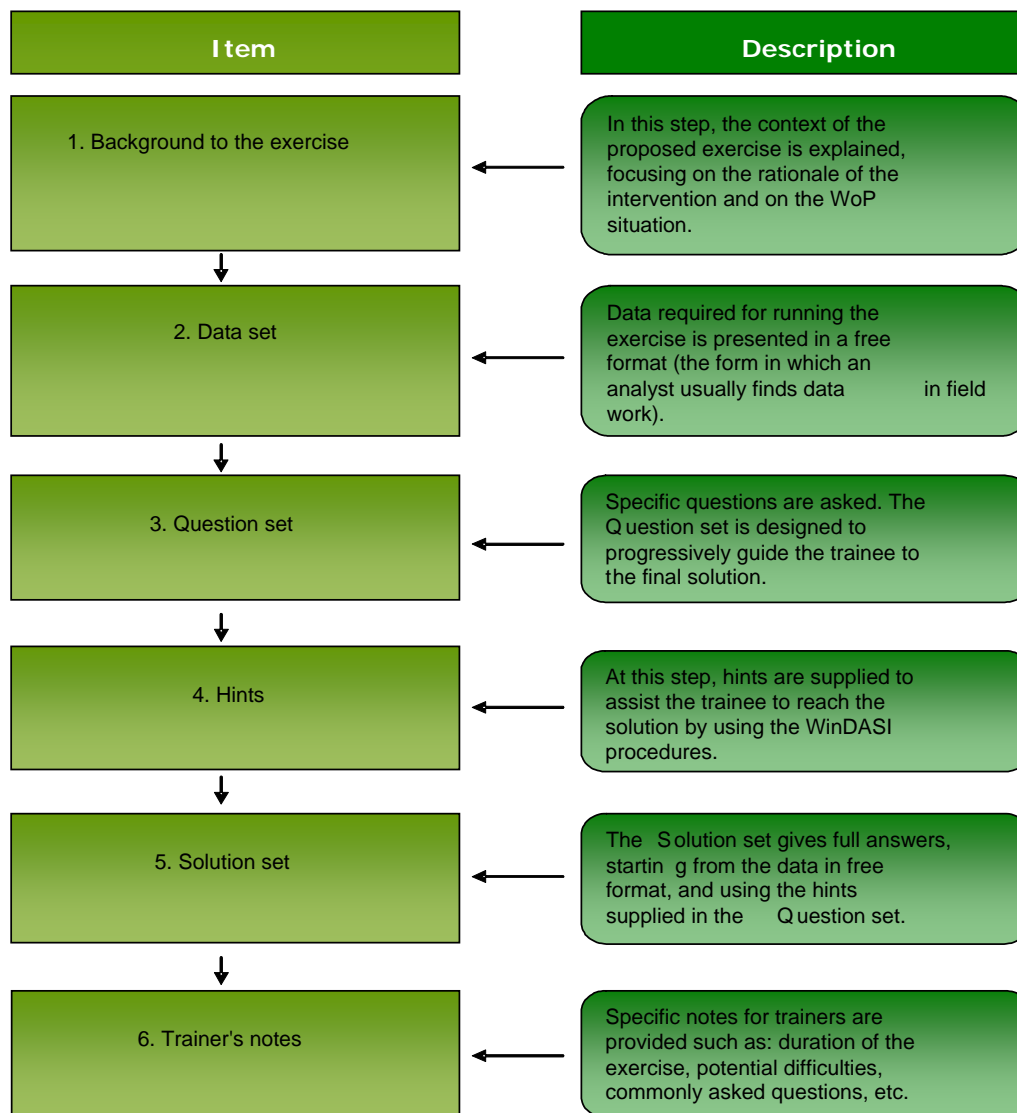 Item
Description
1. Background to the exercise
In this step, the context of the
proposed exercise is explained,
focusing on the rationale of the
intervention and on the WoP
situation.
2. Data set
Data required for running the
exercise is presented in a free
format (the form in which an
analyst usually finds data in field
work).
3. Question set
Specific questions are asked. The
Question set is designed to
progressively guide the trainee to
the final solution.
4. Hints
At this step, hints are supplied to
assist the trainee to reach the
solution by using the WinDASI
procedures.
5. Solution set
The Solution set gives full answers,
startin g from the data in free
format, and using the hints
supplied in the Question set.
6. Trainer's notes
Specific notes for trainers are
provided such as: duration of the
exercise, potential difficulties,
commonly asked questions, etc.